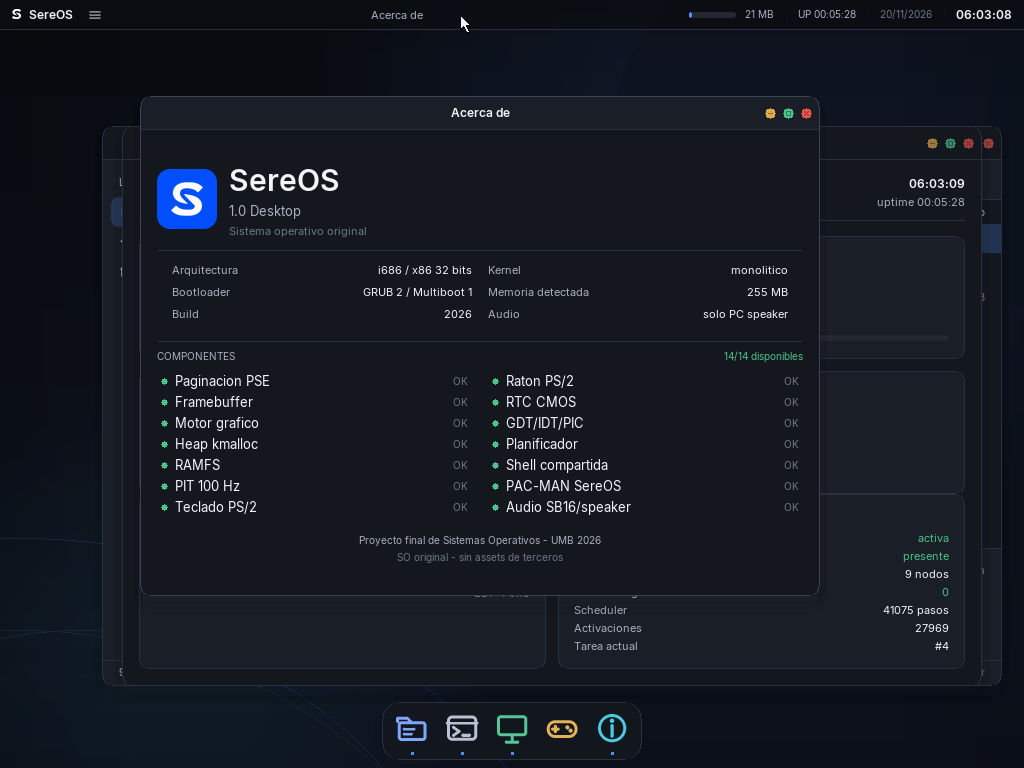 SereOS
Acerca de
21 MB
UP 00:05:28
20/11/2026
06:03:08
Acerca de
06:03:09
uptime 00:05:28
SereOS
1.0 Desktop
Sistema operativo original
Arquitectura i686 / x86 32 bits Kernel monolitico
Bootloader GRUB 2 / Multiboot 1 Memoria detectada 255 MB
Build 2026 Audio solo PC speaker
COMPONENTES 14/14 disponibles
Paginacion PSE OK Raton PS/2 OK
Framebuffer OK RTC CMOS OK
Motor grafico OK GDT/IDT/PIC OK
Heap kmalloc OK Planificador OK
RAMFS OK Shell compartida OK
PIT 100 Hz OK PAC-MAN SereOS OK
Teclado PS/2 OK Audio SB16/speaker OK
Proyecto final de Sistemas Operativos - UMB 2026
SO original - sin assets de terceros
activa
presente
9 nodos
0
Scheduler 41075 pasos
Activaciones 27969
Tarea actual #4